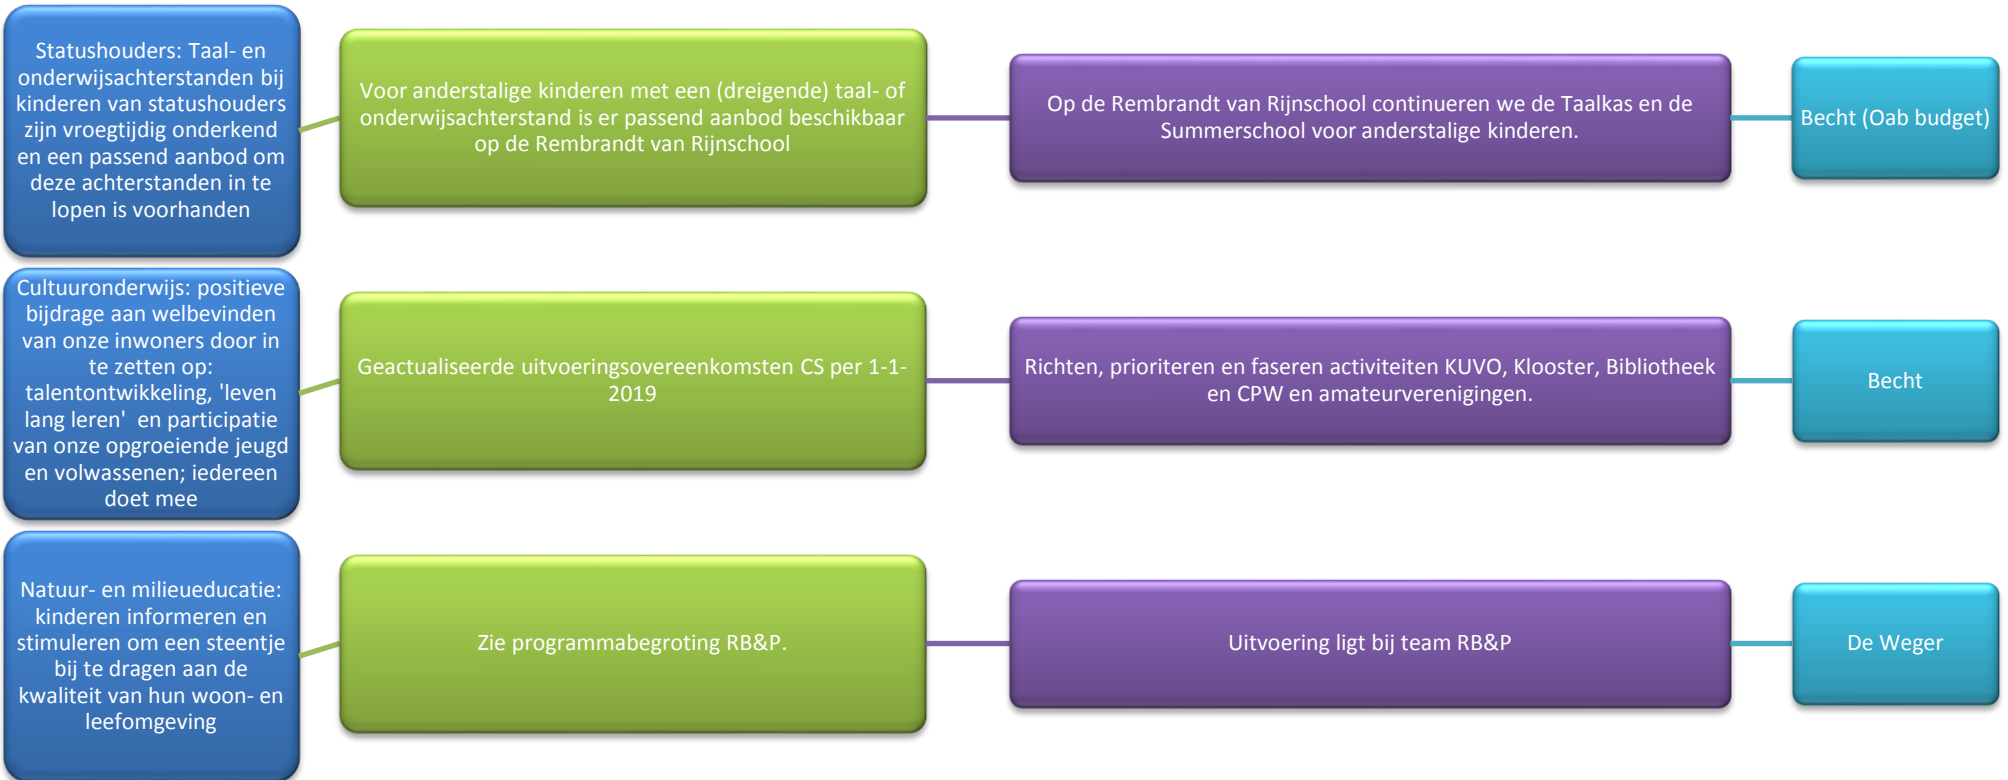 Statushouders: Taal- en
onderwijsachterstanden bij
kinderen van statushouders
zijn vroegtijdig onderkend
en een passend aanbod om
deze achterstanden in te
lopen is voorhanden
Voor anderstalige kinderen met een (dreigende) taal- of
onderwijsachterstand is er passend aanbod beschikbaar
op de Rembrandt van Rijnschool
Op de Rembrandt van Rijnschool continueren we de Taalkas en de
Summerschool voor anderstalige kinderen.
Becht (Oab budget)
Cultuuronderwijs: positieve
bijdrage aan welbevinden
van onze inwoners door in
te zetten op:
talentontwikkeling, 'leven
lang leren'  en participatie
van onze opgroeiende jeugd
en volwassenen; iedereen
doet mee
Geactualiseerde uitvoeringsovereenkomsten CS per 1-1-
2019
Richten, prioriteren en faseren activiteiten KUVO, Klooster, Bibliotheek
en CPW en amateurverenigingen.
Becht
Natuur- en milieueducatie:
kinderen informeren en
stimuleren om een steentje
bij te dragen aan de
kwaliteit van hun woon- en
leefomgeving
Zie programmabegroting RB&P.
Uitvoering ligt bij team RB&P
De Weger